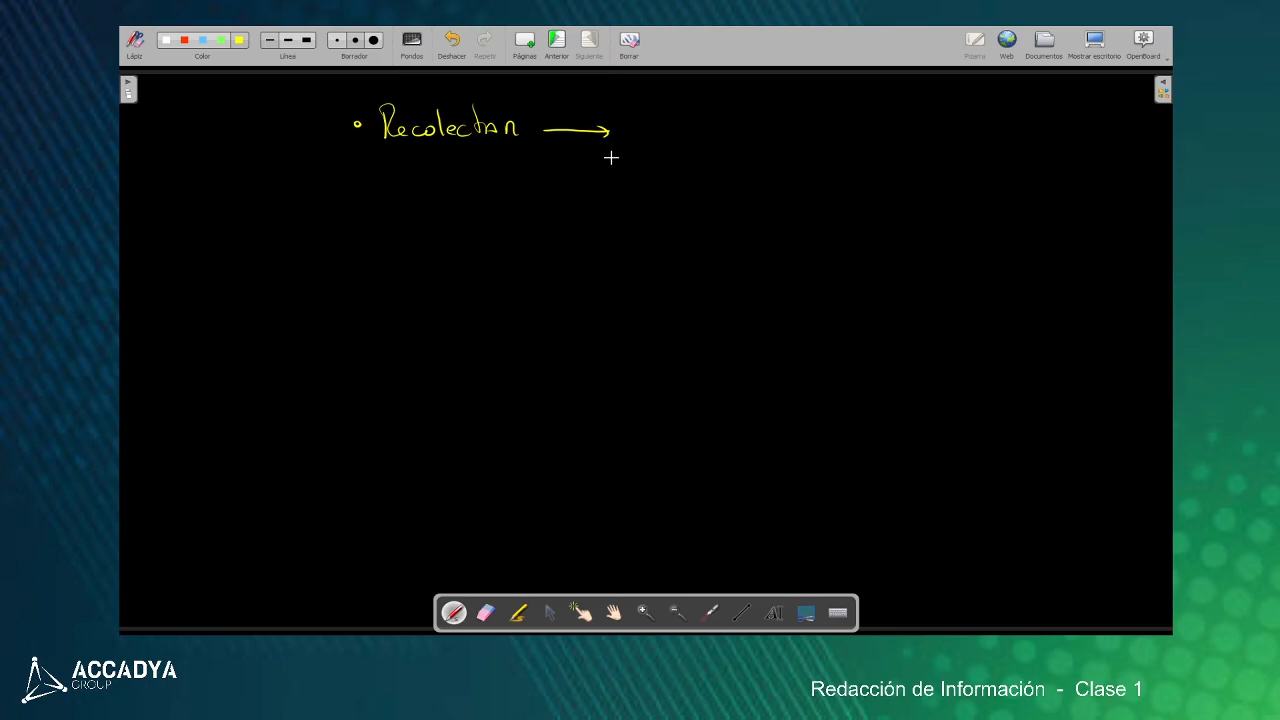 Lápiz Color Línea Borrador Fondos Deshacer Repetir Páginas Anterior Siguiente Borrar Pizarra Web Documentos Mostrar escritorio OpenBoard
• Recolectan →
ACCADYA
GROUP
Redacción de Información - Clase 1